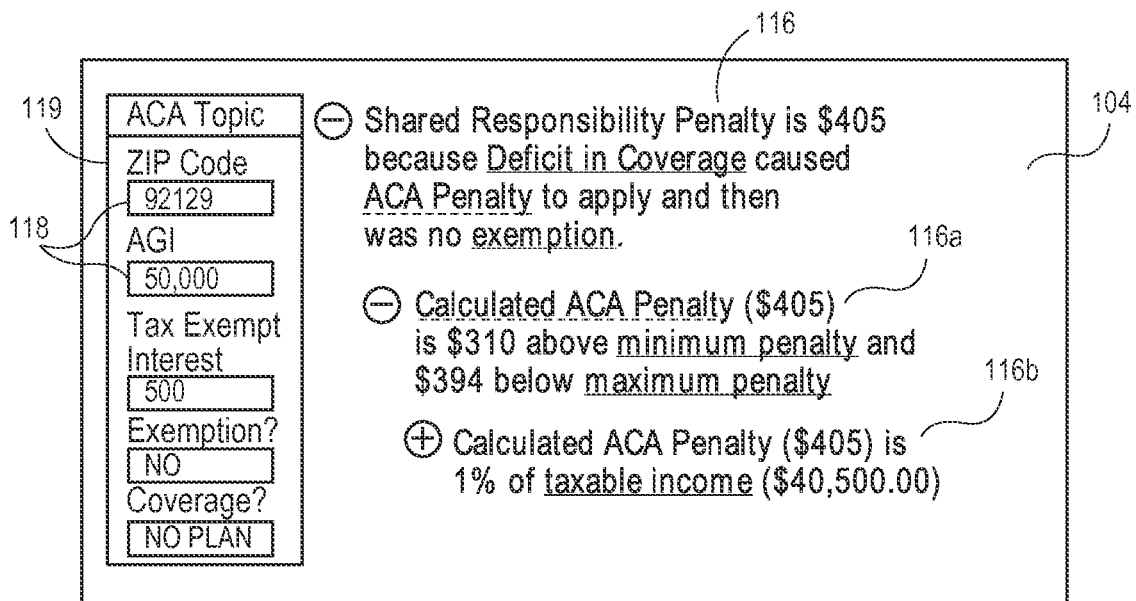 116
104
119
118
ACA Topic
ZIP Code
92129
AGI
50,000
Tax Exempt
Interest
500
Exemption?
NO
Coverage?
NO PLAN
Shared Responsibility Penalty is $405
because Deficit in Coverage caused
ACA Penalty to apply and then
was no exemption.
116a
Calculated ACA Penalty ($405)
is $310 above minimum penalty and
$394 below maximum penalty
116b
Calculated ACA Penalty ($405) is
1% of taxable income ($40,500.00)